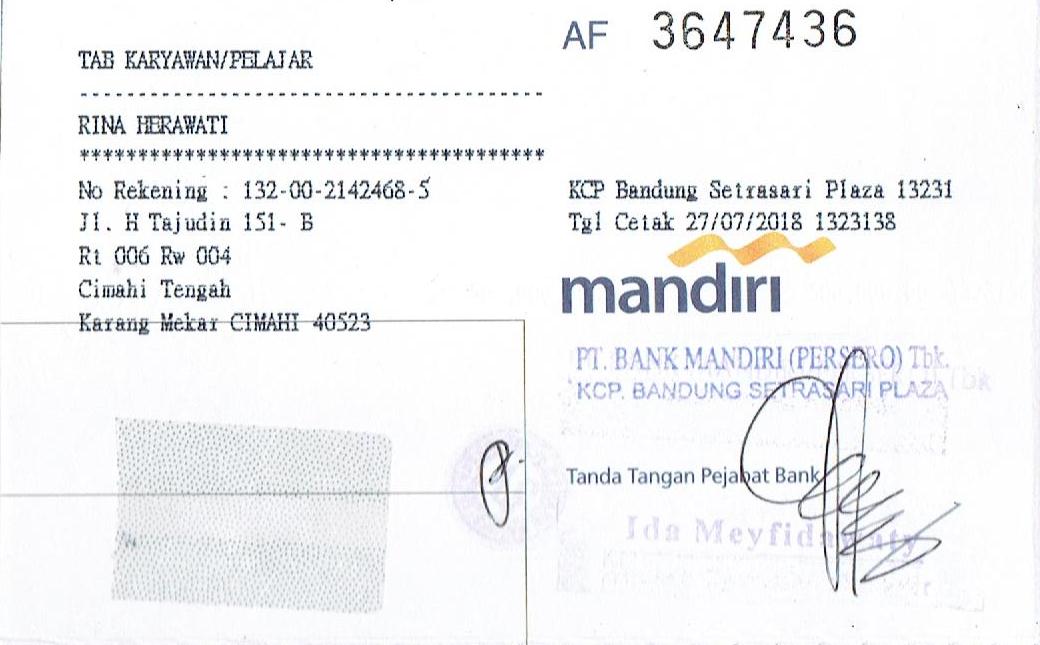 TAB KARYAWAN/PELAJAR
---------------------------------------
RINA HERAWATI
****************************************
No Rekening : 132-00-2142468-5
Jl. H Tajudin 151- B
Rt 006 Rw 004
Cimahi Tengah
Karang Mekar CIMAHI 40523
AF 3647436
KCP Bandung Setrasari Plaza 13231
Tgl Cetak 27/07/2018 1323138
mandiri
PT. BANK MANDIRI (PERSERO) Tbk.
KCP. BANDUNG SETRASARI PLAZA
Tanda Tangan Pejabat Bank
Ida Meyfidawaty